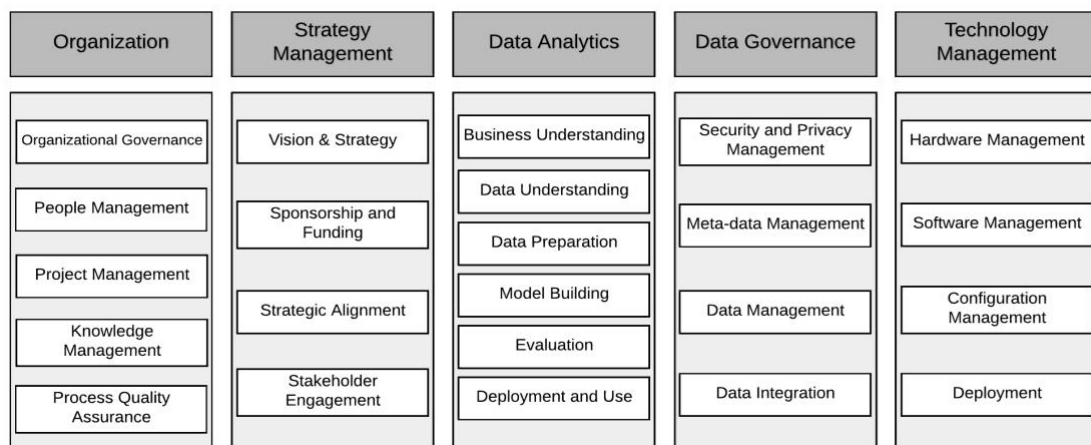 Organization
Strategy
Management
Data Analytics
Data Governance
Technology
Management
Organizational Governance
People Management
Project Management
Knowledge
Management
Process Quality
Assurance
Vision & Strategy
Sponsorship and
Funding
Strategic Alignment
Stakeholder
Engagement
Business Understanding
Data Understanding
Data Preparation
Model Building
Evaluation
Deployment and Use
Security and Privacy
Management
Meta-data Management
Data Management
Data Integration
Hardware Management
Software Management
Configuration
Management
Deployment